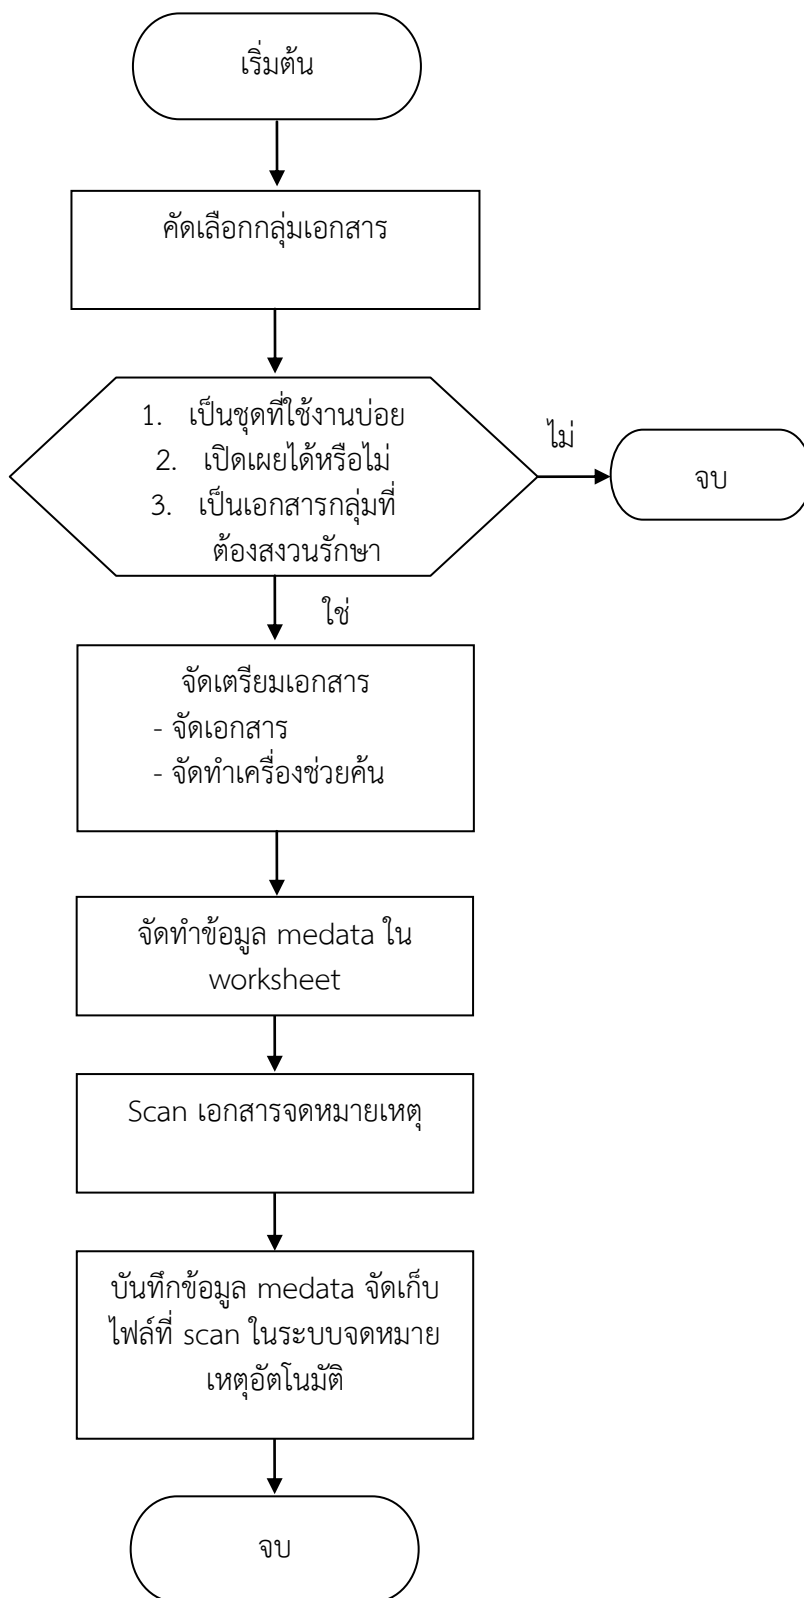 เริ่มต้น
คัดเลือกกลุ่มเอกสาร
1. เป็นชุดที่ใช้งานบ่อย
2. เปิดเผยได้หรือไม่
3. เป็นเอกสารกลุ่มที่
ต้องสงวนรักษา
ไม่
จบ
ใช่
จัดเตรียมเอกสาร
- จัดเอกสาร
- จัดทำเครื่องช่วยค้น
จัดทำข้อมูล medata ใน
worksheet
Scan เอกสารจดหมายเหตุ
บันทึกข้อมูล medata จัดเก็บ
ไฟล์ที่ scan ในระบบจดหมาย
เหตุอัตโนมัติ
จบ